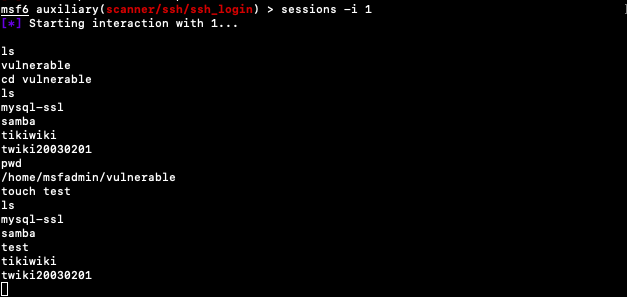 msf6 auxiliary(scanner/ssh/ssh_login) > sessions -i 1
[*] Starting interaction with 1...
ls
vulnerable
cd vulnerable
ls
mysql-ssl
samba
tikiwiki
twiki20030201
pwd
/home/msfadmin/vulnerable
touch test
ls
mysql-ssl
samba
test
tikiwiki
twiki20030201